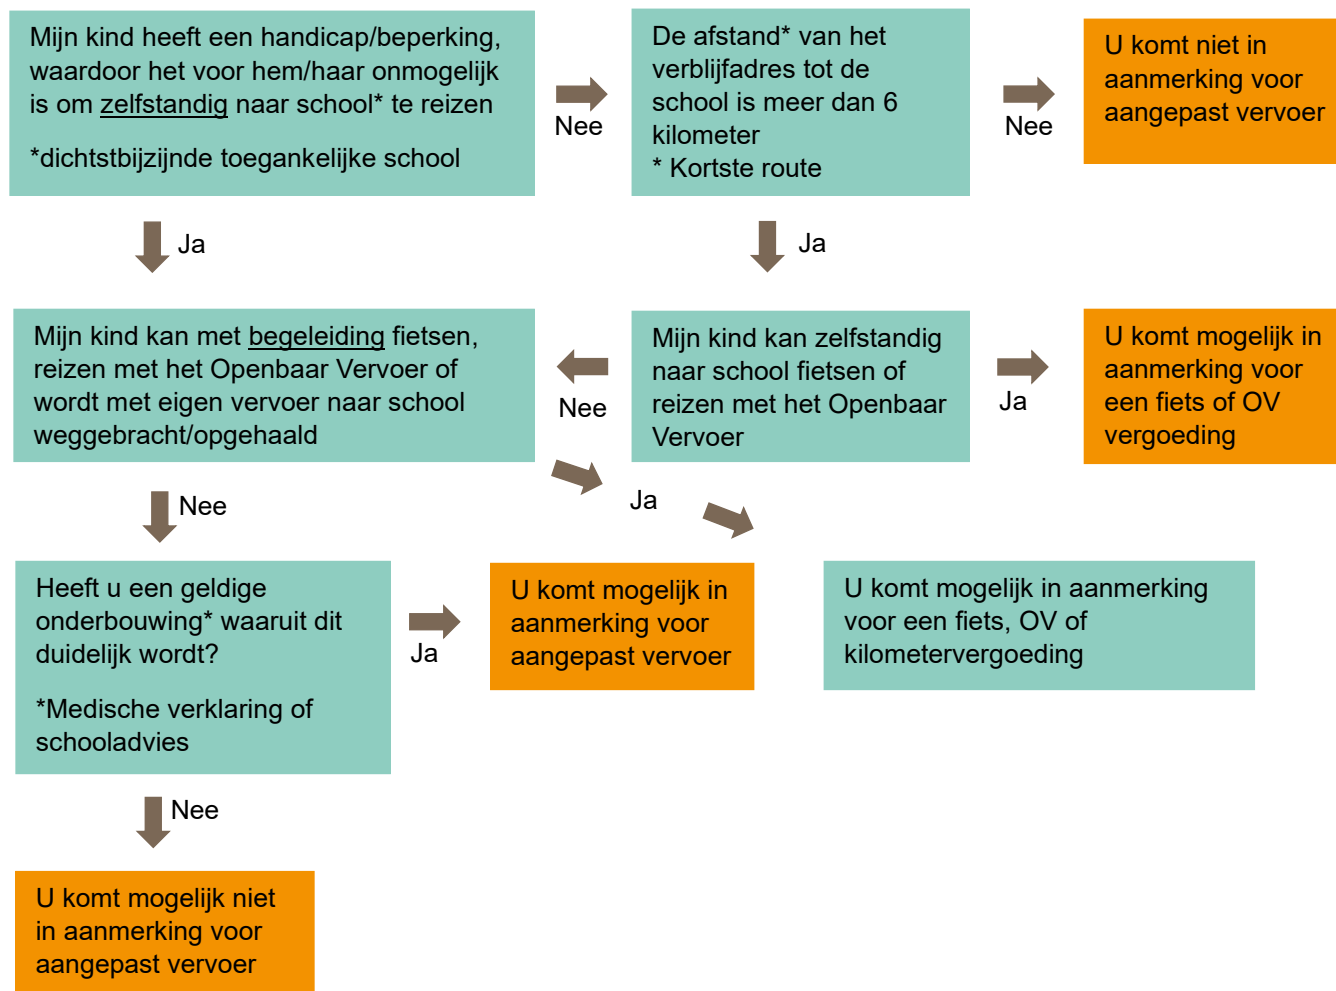 Mijn kind heeft een handicap/beperking,
waardoor het voor hem/haar onmogelijk
is om zelfstandig naar school* te reizen
*dichtstbijzijnde toegankelijke school
Nee
De afstand* van het
verblijfadres tot de
school is meer dan 6
kilometer
* Kortste route
Nee
U komt niet in
aanmerking voor
aangepast vervoer
Ja
Ja
Mijn kind kan met begeleiding fietsen,
reizen met het Openbaar Vervoer of
wordt met eigen vervoer naar school
weggebracht/opgehaald
Nee
Mijn kind kan zelfstandig
naar school fietsen of
reizen met het Openbaar
Vervoer
Ja
U komt mogelijk in
aanmerking voor
een fiets of OV
vergoeding
Nee
Ja
Heeft u een geldige
onderbouwing* waaruit dit
duidelijk wordt?
*Medische verklaring of
schooladvies
Ja
U komt mogelijk in
aanmerking voor
aangepast vervoer
U komt mogelijk in aanmerking
voor een fiets, OV of
kilometervergoeding
Nee
U komt mogelijk niet
in aanmerking voor
aangepast vervoer